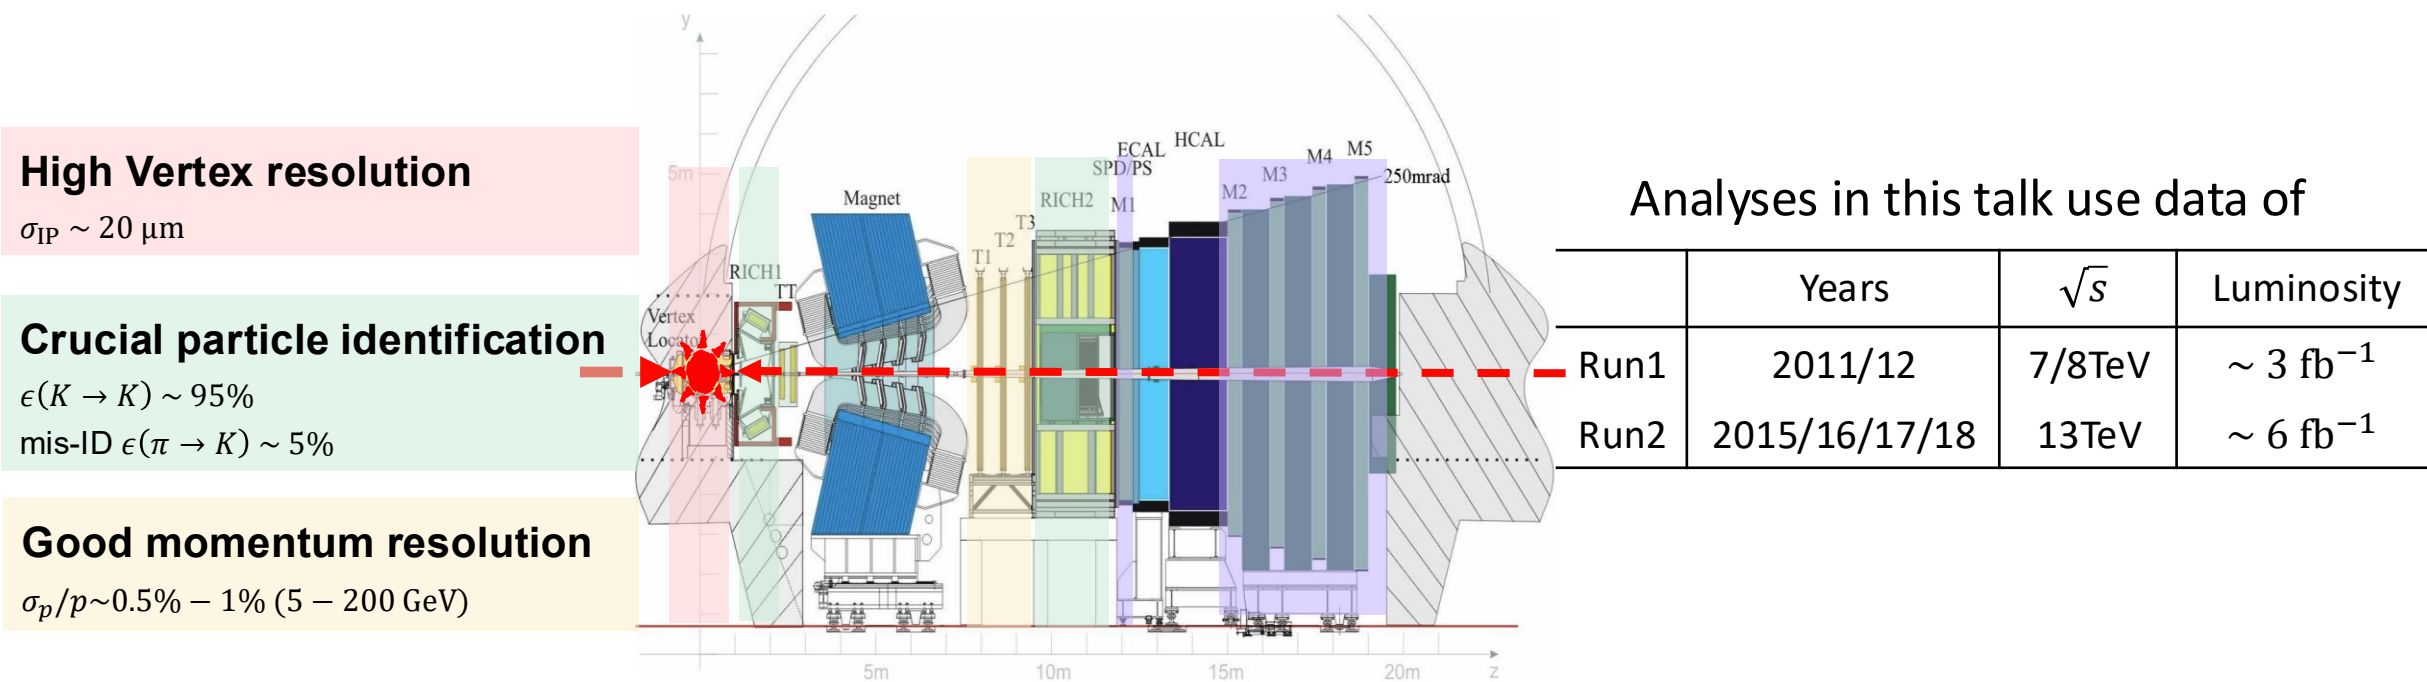 High Vertex resolution
σ_IP ~ 20 μm
Crucial particle identification
ϵ(K → K) ~ 95%
mis-ID ϵ(π → K) ~ 5%
Good momentum resolution
σ_p/p~0.5% – 1% (5 – 200 GeV)
y
5m
Vertex
Locator
RICH1
TT
Magnet
T1
T2
T3
RICH2
M1
SPD/PS
ECAL
HCAL
M2
M3
M4
M5
250mrad
5m
10m
15m
20m
z
Analyses in this talk use data of
Years √s Luminosity
Run1 2011/12 7/8TeV ~ 3 fb⁻¹
Run2 2015/16/17/18 13TeV ~ 6 fb⁻¹